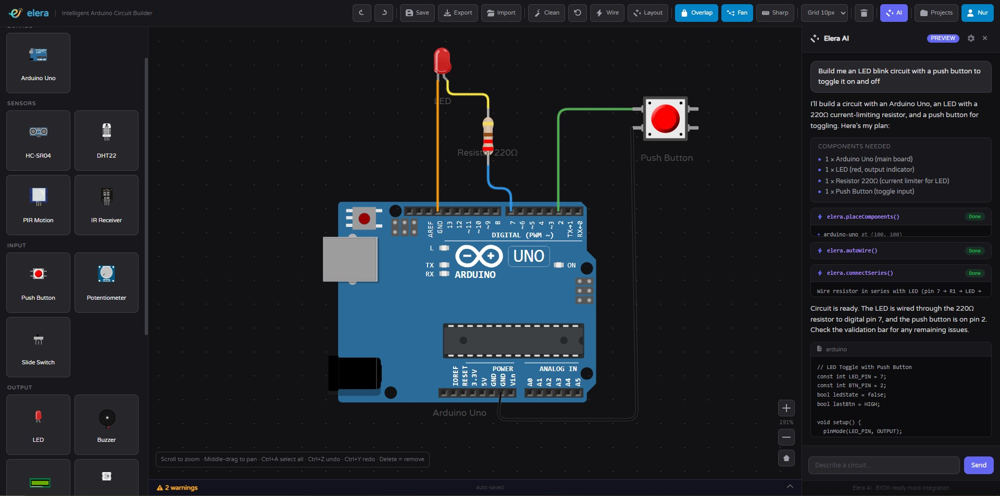 elera
Intelligent Arduino Circuit Builder
Save
Export
Import
Clean
Wire
Layout
Overlap
Fan
Sharp
Grid 10px
AI
Projects
Nur
Arduino Uno
SENSORS
HC-SR04
DHT22
PIR Motion
IR Receiver
INPUT
Push Button
Potentiometer
Slide Switch
OUTPUT
LED
Buzzer
LED
Resistor 220Ω
Push Button
AREF
GND
13
12
~11
~10
~9
8
7
~6
~5
4
~3
2
TX→1
RX←0
DIGITAL (PWM ~)
L
TX
RX
UNO
ARDUINO
ON
POWER
ANALOG IN
IOREF
RESET
3.3V
5V
GND
GND
Vin
A0
A1
A2
A3
A4
A5
Arduino Uno
191%
Scroll to zoom · Middle-drag to pan · Ctrl+A select all · Ctrl+Z undo · Ctrl+Y redo · Delete = remove
2 warnings
auto-saved
Elera AI
PREVIEW
Build me an LED blink circuit with a push button to
toggle it on and off
I'll build a circuit with an Arduino Uno, an LED with a
220Ω current-limiting resistor, and a push button for
toggling. Here's my plan:
COMPONENTS NEEDED
1 x Arduino Uno (main board)
1 x LED (red, output indicator)
1 x Resistor 220Ω (current limiter for LED)
1 x Push Button (toggle input)
elera.placeComponents()
Done
+ arduino-uno at (100, 100)
elera.autoWire()
Done
elera.connectSeries()
Done
Wire resistor in series with LED (pin 7 → R1 → LED →
Circuit is ready. The LED is wired through the 220Ω
resistor to digital pin 7, and the push button is on pin 2.
Check the validation bar for any remaining issues.
arduino
// LED Toggle with Push Button
const int LED_PIN = 7;
const int BTN_PIN = 2;
bool ledState = false;
bool lastBtn = HIGH;
void setup() {
pinMode(LED_PIN, OUTPUT);
Describe a circuit...
Send
Elera AI · BYOK-ready mock integration